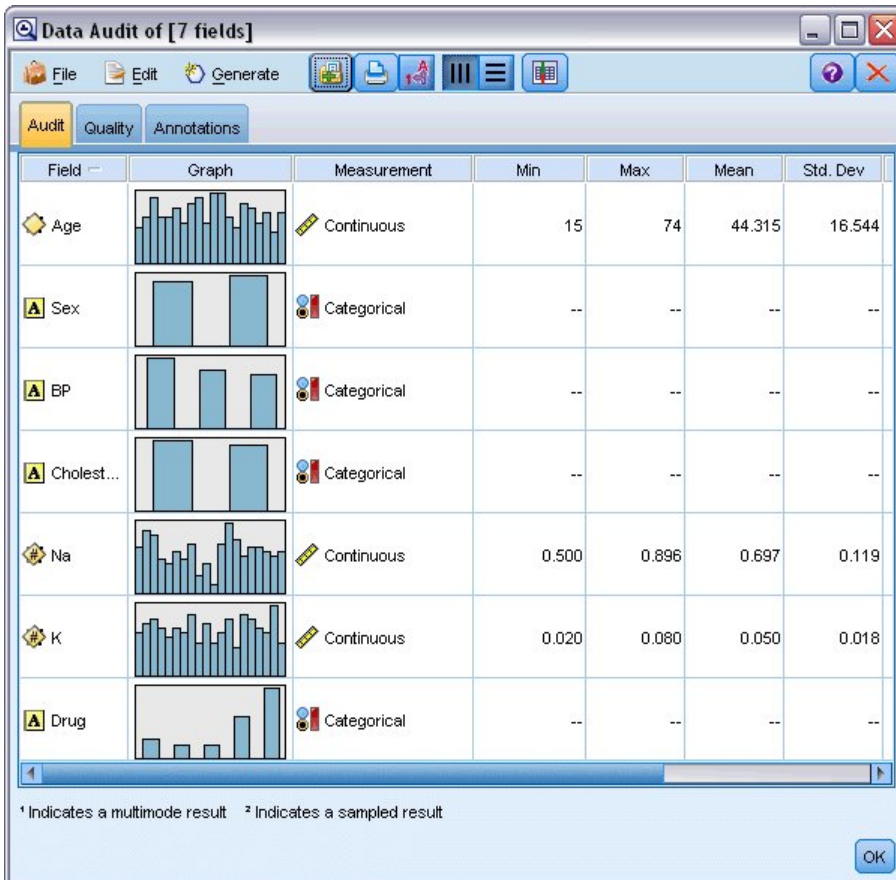 Data Audit of [7 fields]
File Edit Generate
Audit Quality Annotations
Field Graph Measurement Min Max Mean Std. Dev
Age Continuous 15 74 44.315 16.544
A Sex Categorical -- -- -- --
A BP Categorical -- -- -- --
A Cholest... Categorical -- -- -- --
# Na Continuous 0.500 0.896 0.697 0.119
# K Continuous 0.020 0.080 0.050 0.018
A Drug Categorical -- -- -- --
¹ Indicates a multimode result ² Indicates a sampled result
OK